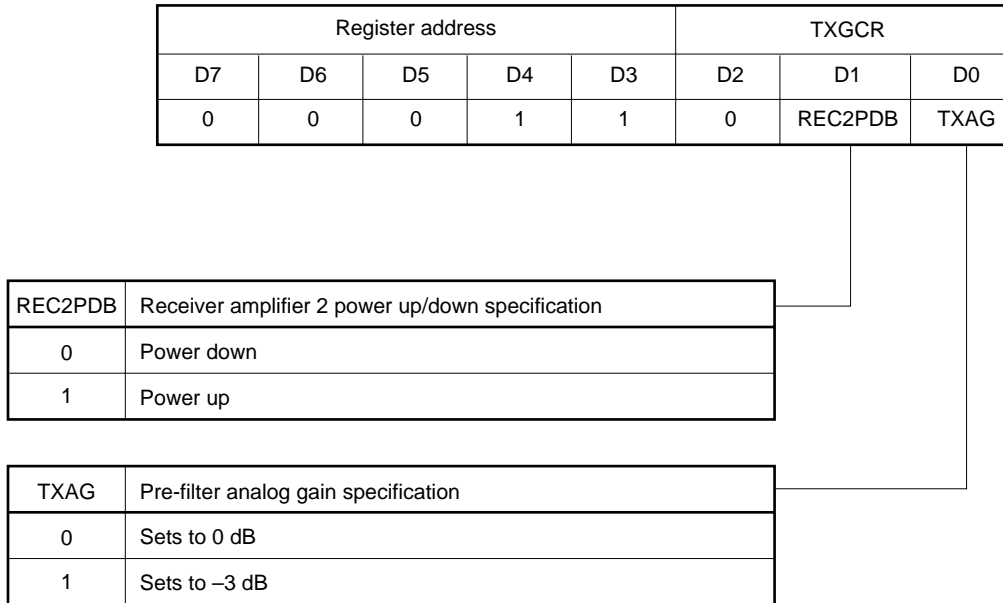 Register address TXGCR
D7 D6 D5 D4 D3 D2 D1 D0
0 0 0 1 1 0 REC2PDB TXAG
REC2PDB Receiver amplifier 2 power up/down specification
0 Power down
1 Power up
TXAG Pre-filter analog gain specification
0 Sets to 0 dB
1 Sets to –3 dB